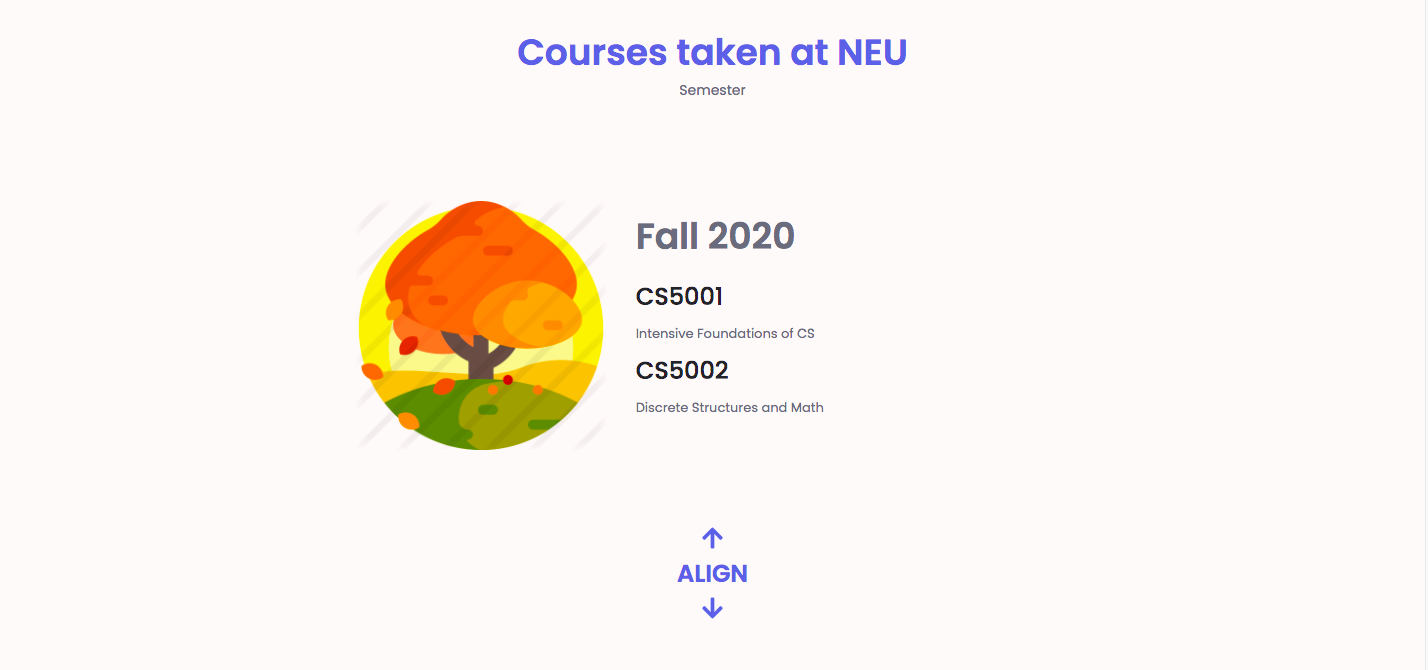 Courses taken at NEU
Semester
Fall 2020
CS5001
Intensive Foundations of CS
CS5002
Discrete Structures and Math
ALIGN